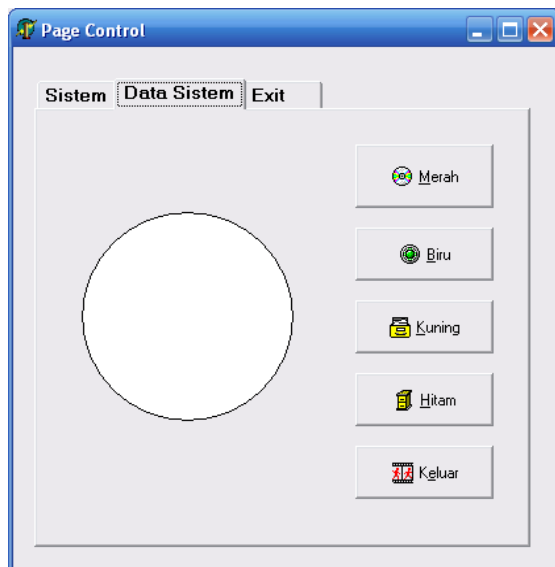 Page Control
Sistem Data Sistem Exit
Merah
Biru
Kuning
Hitam
Keluar